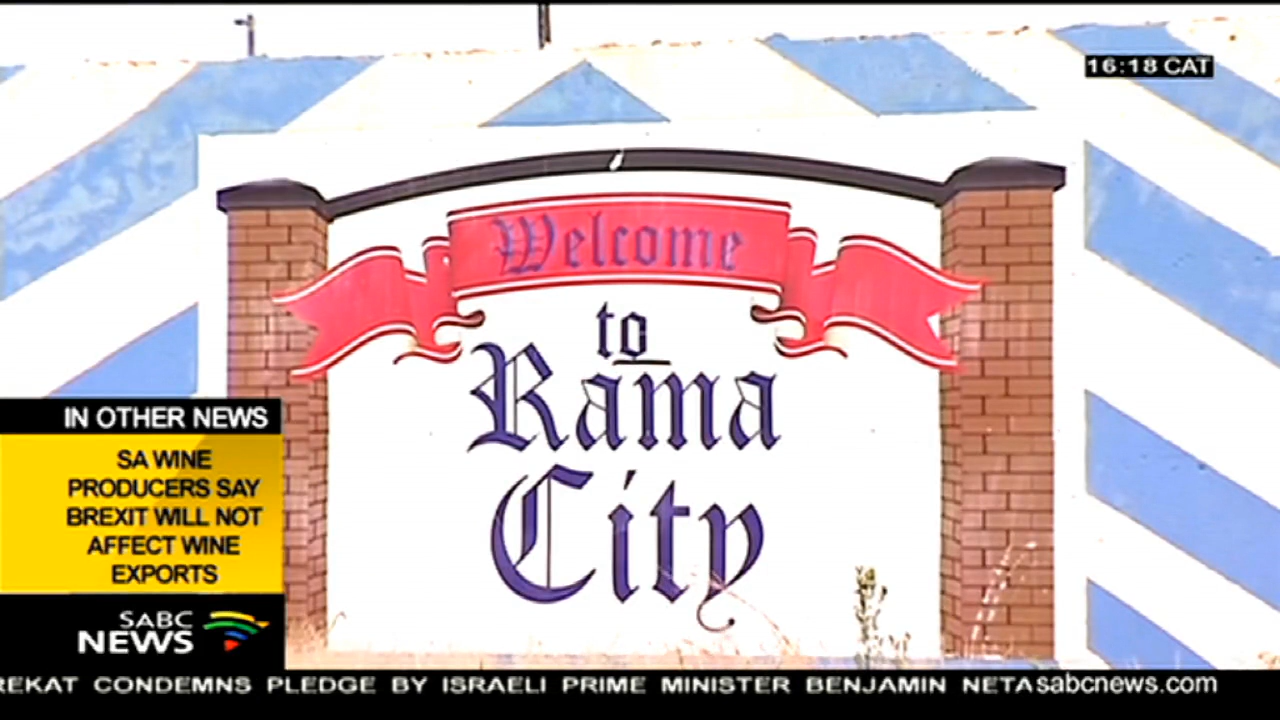 16:18 CAT
Welcome
to
Rama
City
IN OTHER NEWS
SA WINE
PRODUCERS SAY
BREXIT WILL NOT
AFFECT WINE
EXPORTS
SABC
NEWS
REKAT CONDEMNS PLEDGE BY ISRAELI PRIME MINISTER BENJAMIN NETA
sabcnews.com